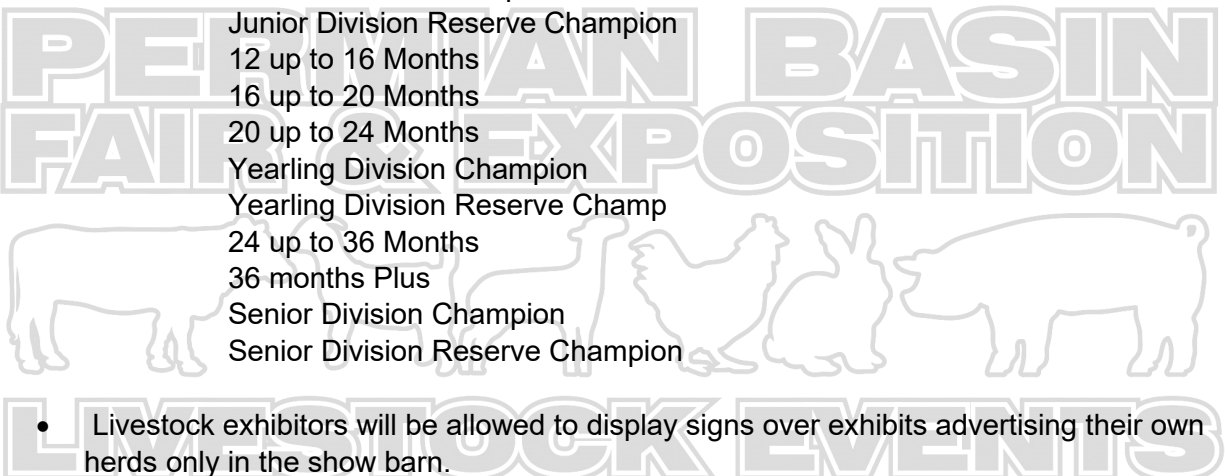 Junior Division Reserve Champion
12 up to 16 Months
16 up to 20 Months
20 up to 24 Months
Yearling Division Champion
Yearling Division Reserve Champ
24 up to 36 Months
36 months Plus
Senior Division Champion
Senior Division Reserve Champion
• Livestock exhibitors will be allowed to display signs over exhibits advertising their own
herds only in the show barn.
PERMIAN BASIN
FAIR & EXPOSITION
LIVESTOCK EVENTS